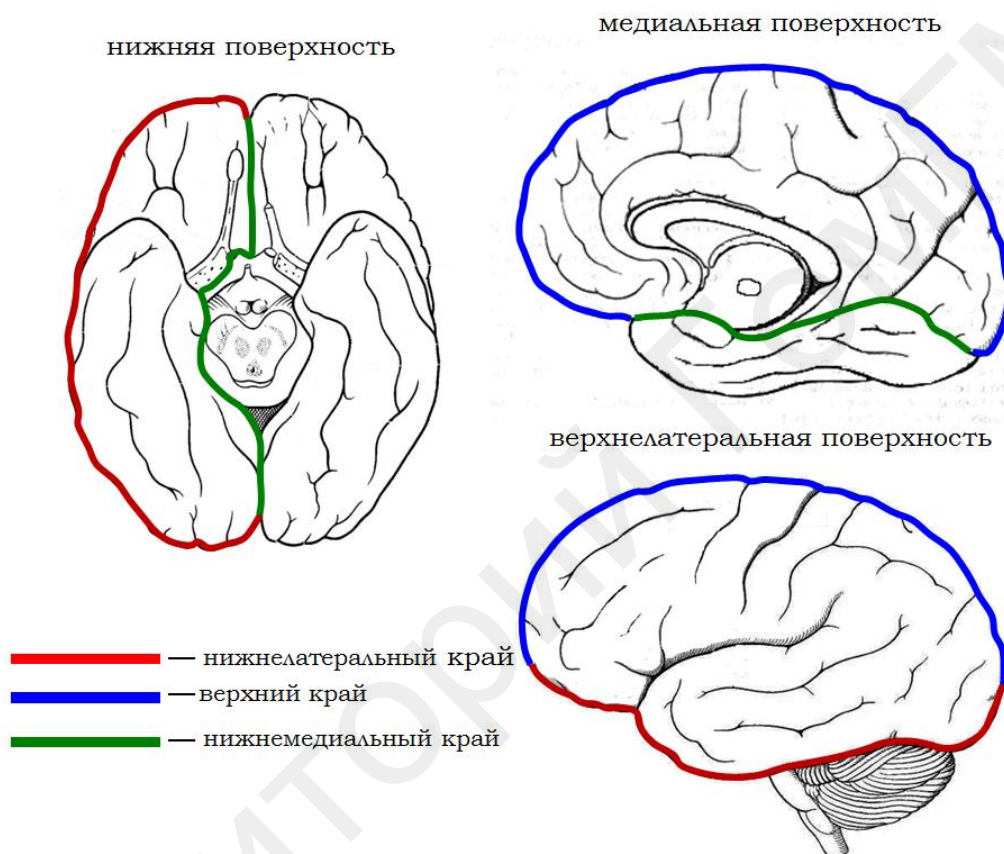 медиальная поверхность
нижняя поверхность
верхнелатеральная поверхность
— нижнелатеральный край
— верхний край
— нижнемедиальный край